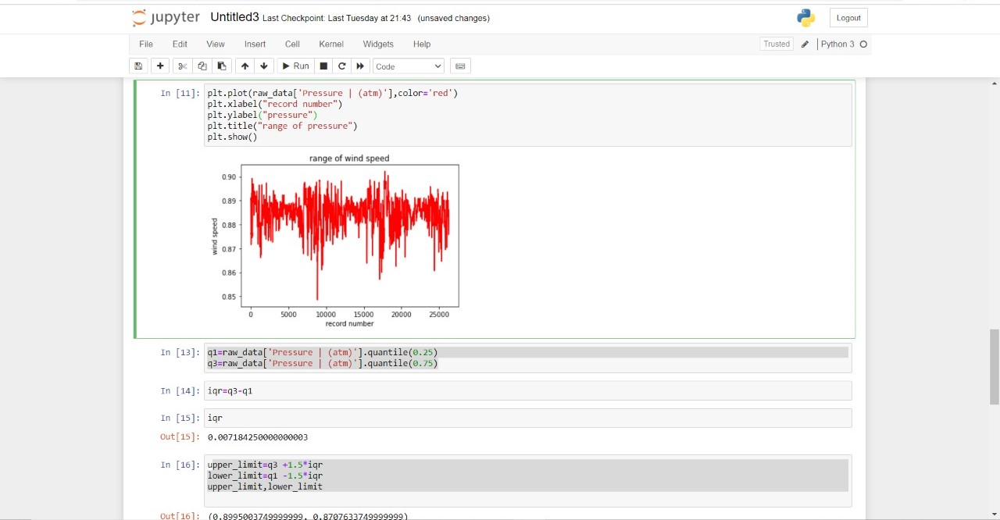 jupyter Untitled3 Last Checkpoint: Last Tuesday at 21:43 (unsaved changes)
Logout
File Edit View Insert Cell Kernel Widgets Help
Trusted Python 3
Run Code
In [11]: plt.plot(raw_data['Pressure | (atm)'],color='red')
plt.xlabel("record number")
plt.ylabel("pressure")
plt.title("range of pressure")
plt.show()
range of wind speed
0.90
0.89
0.88
0.87
0.86
0.85
wind speed
0 5000 10000 15000 20000 25000
record number
In [13]: q1=raw_data['Pressure | (atm)'].quantile(0.25)
q3=raw_data['Pressure | (atm)'].quantile(0.75)
In [14]: iqr=q3-q1
In [15]: iqr
Out[15]: 0.007184250000000003
In [16]: upper_limit=q3 +1.5*iqr
lower_limit=q1 -1.5*iqr
upper_limit,lower_limit
Out[16]: (0.8995003749999999, 0.8707633749999999)